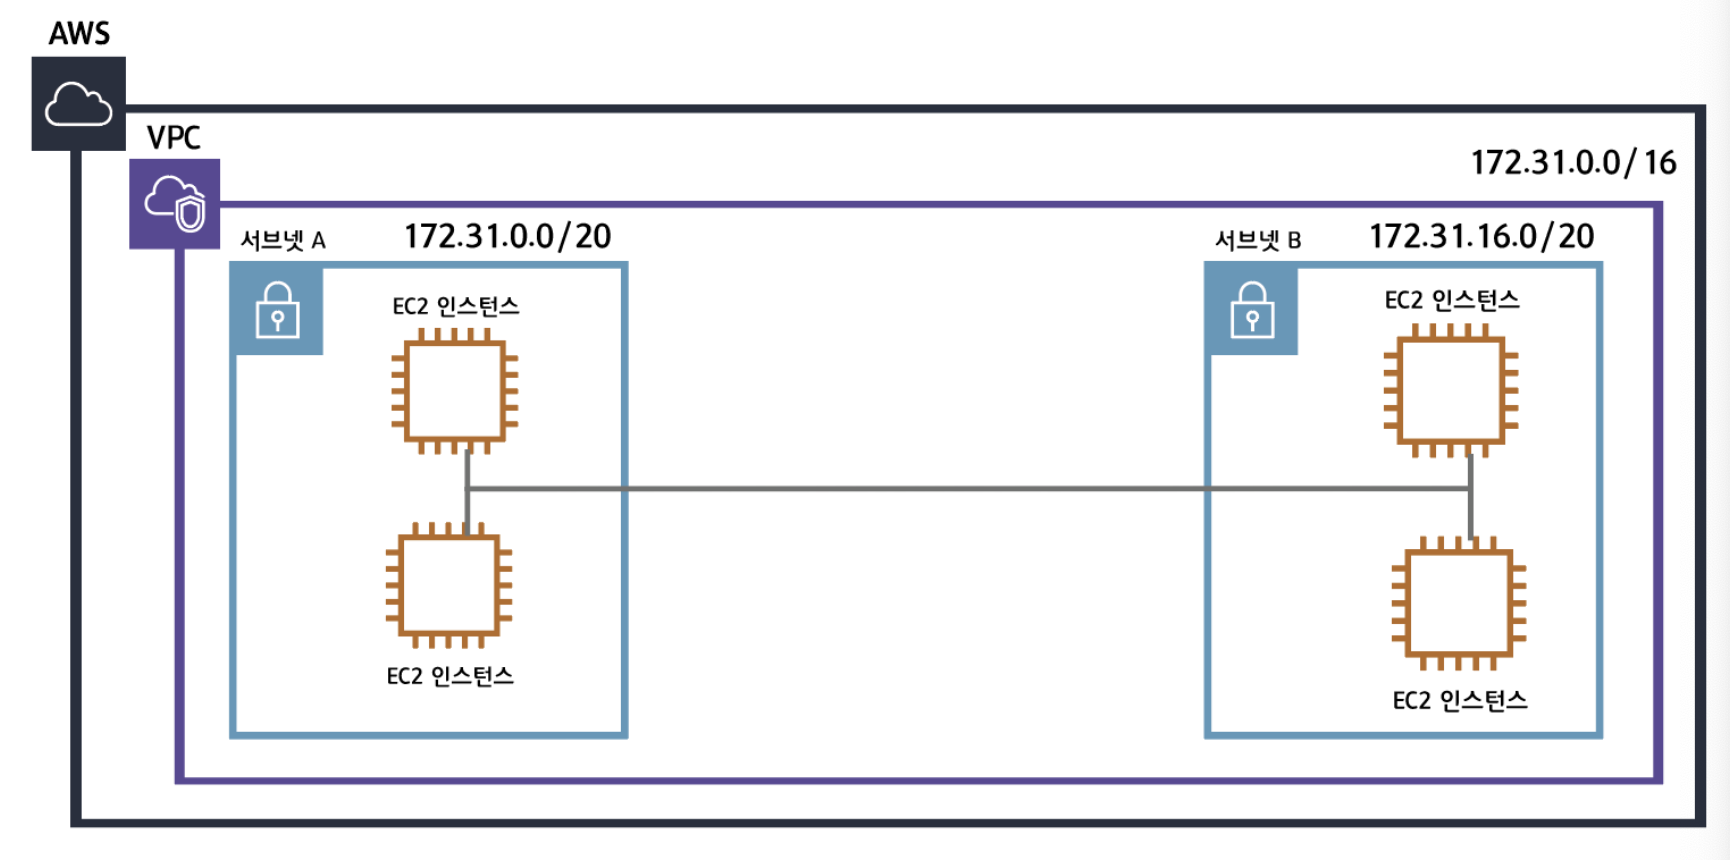 AWS
VPC
172.31.0.0/16
서브넷 A
172.31.0.0/20
서브넷 B
172.31.16.0/20
EC2 인스턴스
EC2 인스턴스
EC2 인스턴스
EC2 인스턴스